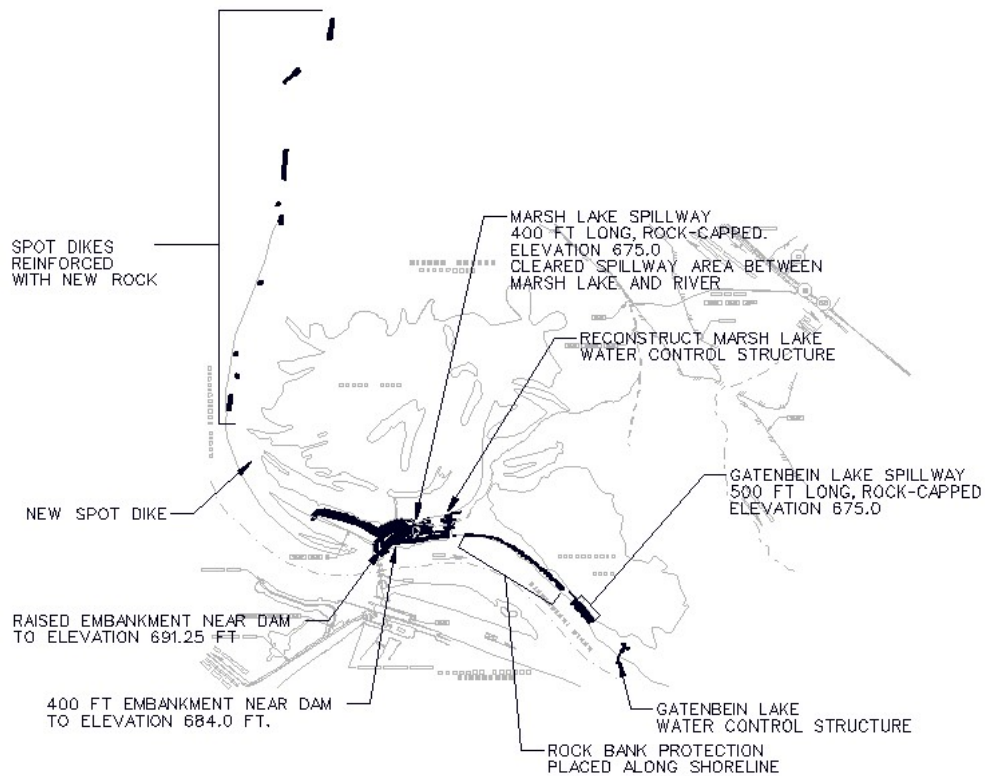 MARSH LAKE SPILLWAY
400 FT LONG, ROCK-CAPPED.
ELEVATION 675.0
CLEARED SPILLWAY AREA BETWEEN
MARSH LAKE AND RIVER
SPOT DIKES
REINFORCED
WITH NEW ROCK
RECONSTRUCT MARSH LAKE
WATER CONTROL STRUCTURE
GATENBEIN LAKE SPILLWAY
500 FT LONG, ROCK-CAPPED
ELEVATION 675.0
NEW SPOT DIKE
RAISED EMBANKMENT NEAR DAM
TO ELEVATION 691.25 FT
400 FT EMBANKMENT NEAR DAM
TO ELEVATION 684.0 FT.
GATENBEIN LAKE
WATER CONTROL STRUCTURE
ROCK BANK PROTECTION
PLACED ALONG SHORELINE